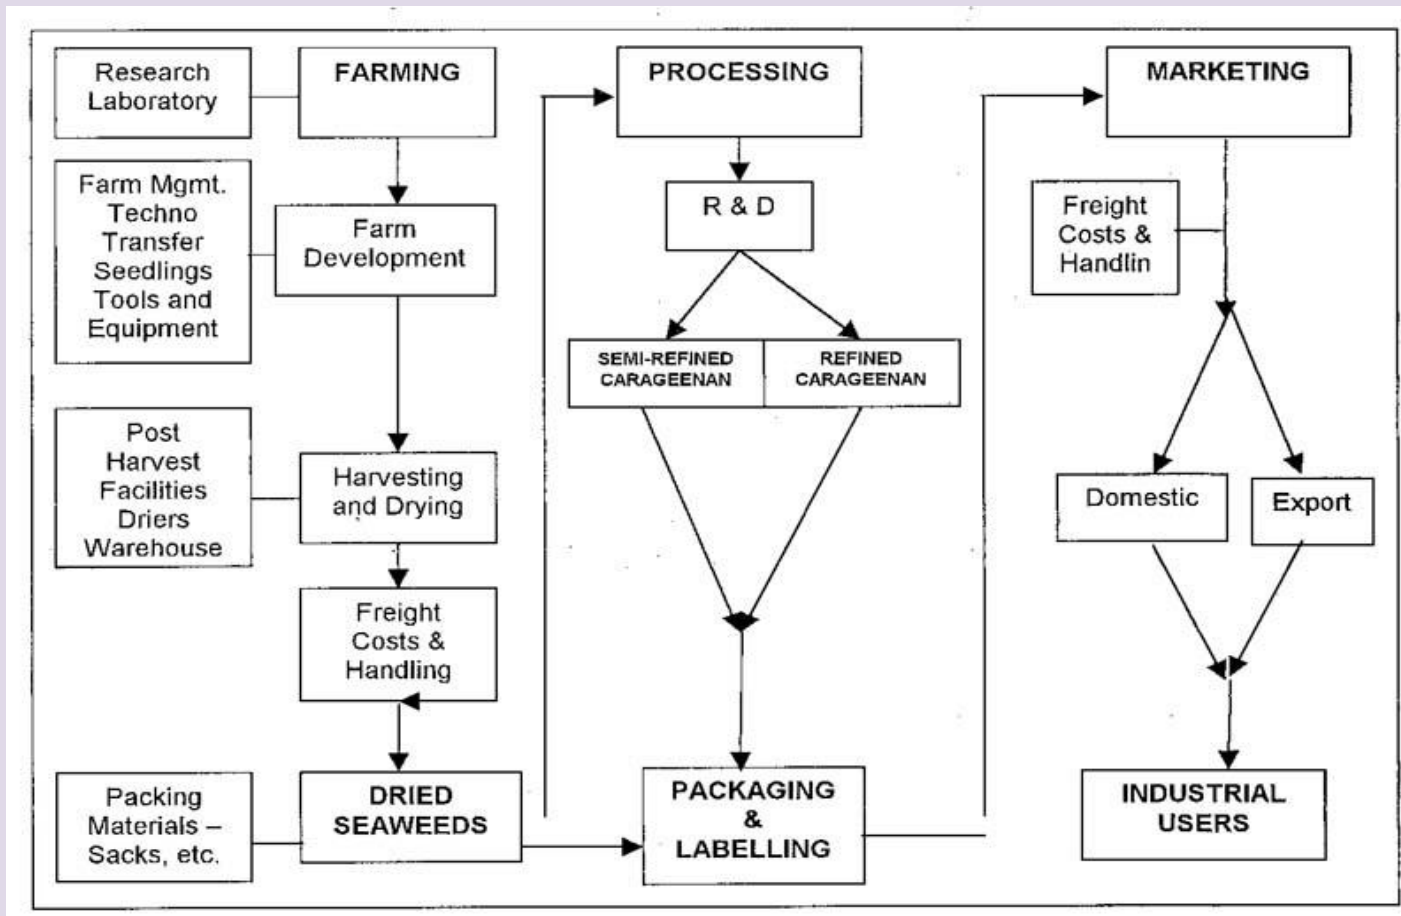 Research
Laboratory
FARMING
Farm Mgmt.
Techno
Transfer
Seedlings
Tools and
Equipment
Farm
Development
Post
Harvest
Facilities
Driers
Warehouse
Harvesting
and Drying
Freight
Costs &
Handling
Packing
Materials –
Sacks, etc.
DRIED
SEAWEEDS
PROCESSING
R & D
SEMI-REFINED
CARAGEENAN
REFINED
CARAGEENAN
PACKAGING
&
LABELLING
MARKETING
Freight
Costs &
Handlin
Domestic
Export
INDUSTRIAL
USERS